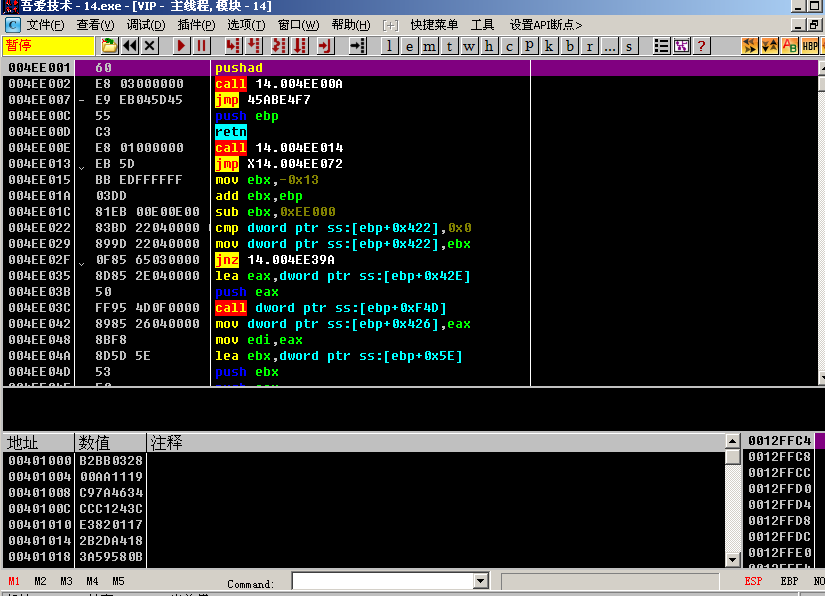 吾爱技术 - 14.exe - [VIP - 主线程, 模块 - 14]
文件(F) 查看(V) 调试(D) 插件(P) 选项(T) 窗口(W) 帮助(H) [+] 快捷菜单 工具 设置API断点>
暂停 l e m t w h c P k b r ... s ? AB HBP
004EE001 60 pushad
004EE002 E8 03000000 call 14.004EE00A
004EE007 - E9 EB045D45 jmp 45ABE4F7
004EE00C 55 push ebp
004EE00D C3 retn
004EE00E E8 01000000 call 14.004EE014
004EE013 EB 5D jmp X14.004EE072
004EE015 BB EDFFFFFF mov ebx,-0x13
004EE01A 03DD add ebx,ebp
004EE01C 81EB 00E00E00 sub ebx,0xEE000
004EE022 83BD 22040000 cmp dword ptr ss:[ebp+0x422],0x0
004EE029 899D 22040000 mov dword ptr ss:[ebp+0x422],ebx
004EE02F 0F85 65030000 jnz 14.004EE39A
004EE035 8D85 2E040000 lea eax,dword ptr ss:[ebp+0x42E]
004EE03B 50 push eax
004EE03C FF95 4D0F0000 call dword ptr ss:[ebp+0xF4D]
004EE042 8985 26040000 mov dword ptr ss:[ebp+0x426],eax
004EE048 8BF8 mov edi,eax
004EE04A 8D5D 5E lea ebx,dword ptr ss:[ebp+0x5E]
004EE04D 53 push ebx
地址 数值 注释
00401000 B2BB0328
00401004 00AA1119
00401008 C97A4634
0040100C CCC1243C
00401010 E3820117
00401014 2B2DA418
00401018 3A59580B
0012FFC4
0012FFC8
0012FFCC
0012FFD0
0012FFD4
0012FFD8
0012FFDC
0012FFE0
M1 M2 M3 M4 M5 Command: ESP EBP NO